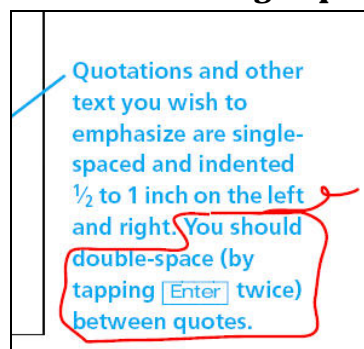 Quotations and other
text you wish to
emphasize are single-
spaced and indented
½ to 1 inch on the left
and right. You should
double-space (by
tapping Enter twice)
between quotes.